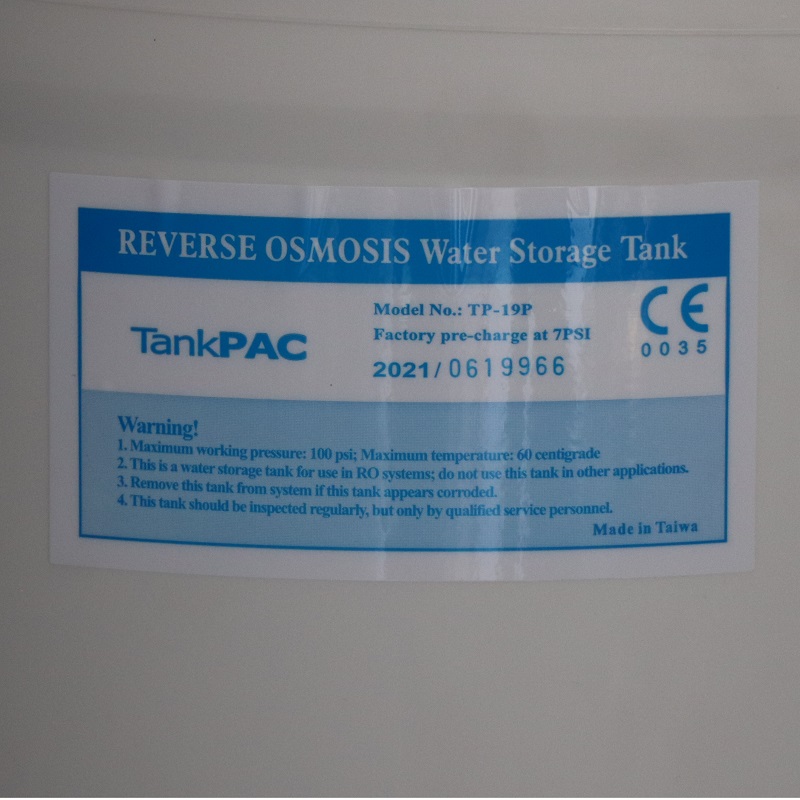 REVERSE OSMOSIS Water Storage Tank
TankPAC
Model No.: TP-19P
Factory pre-charge at 7PSI
2021/0619966
CE
0035
Warning!
1. Maximum working pressure: 100 psi; Maximum temperature: 60 centigrade
2. This is a water storage tank for use in RO systems; do not use this tank in other applications.
3. Remove this tank from system if this tank appears corroded.
4. This tank should be inspected regularly, but only by qualified service personnel.
Made in Taiwa